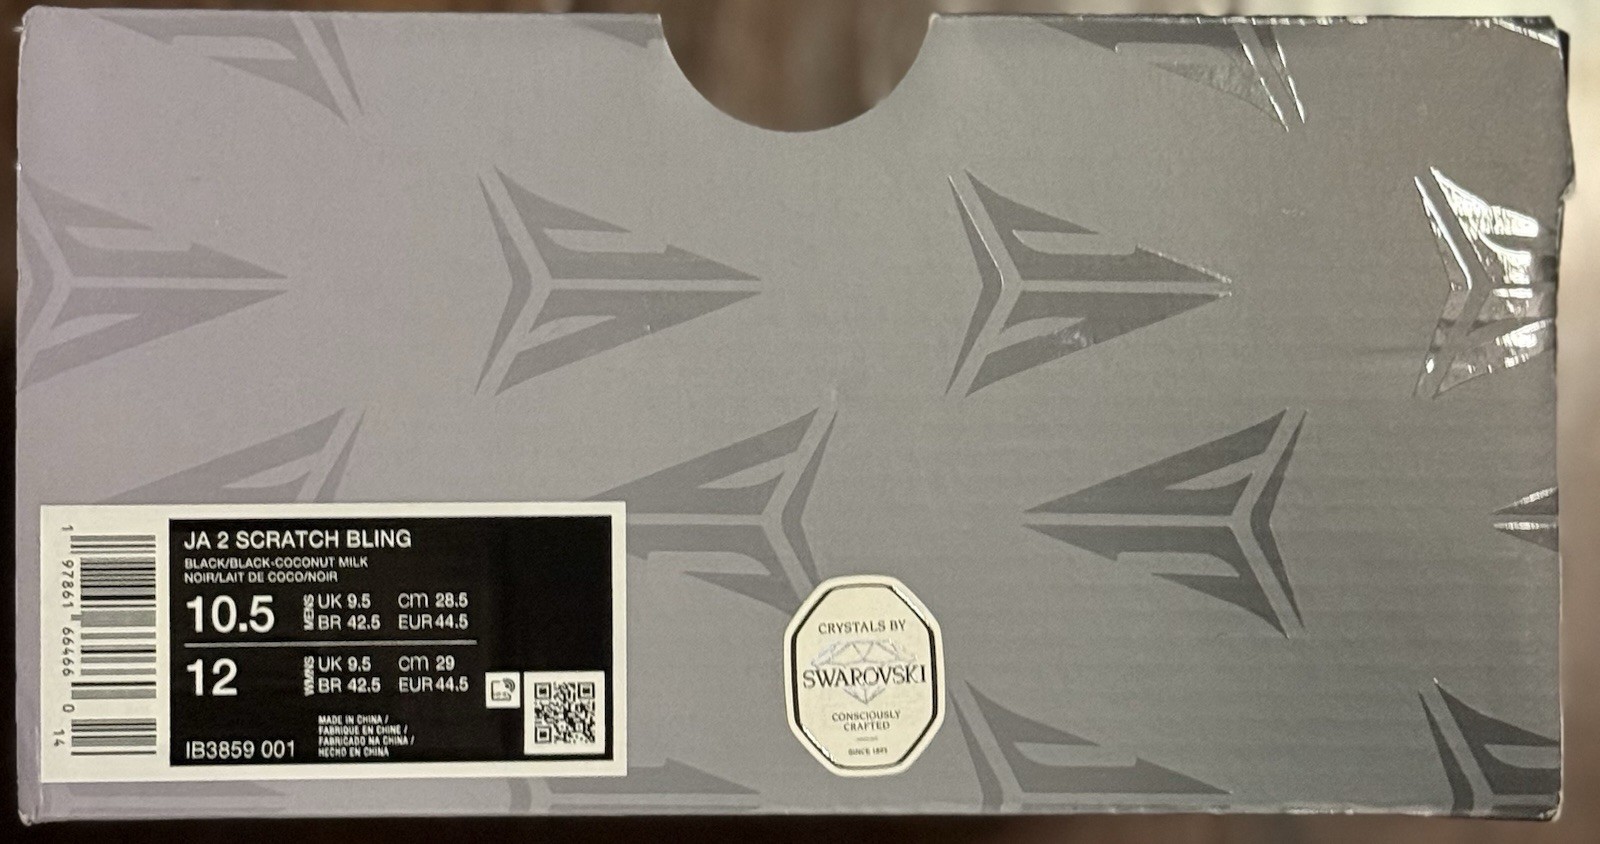 JA 2 SCRATCH BLING
BLACK/BLACK-COCONUT MILK
NOIR/LAIT DE COCO/NOIR
10.5 MENS UK 9.5 cm 28.5
BR 42.5 EUR 44.5
12 WMNS UK 9.5 cm 29
BR 42.5 EUR 44.5
MADE IN CHINA /
FABRIQUE EN CHINE /
FABRICADO NA CHINA /
HECHO EN CHINA
IB3859 001
1 97861 66466 0 14
CRYSTALS BY
SWAROVSKI
CONSCIOUSLY
CRAFTED
SINCE 1895